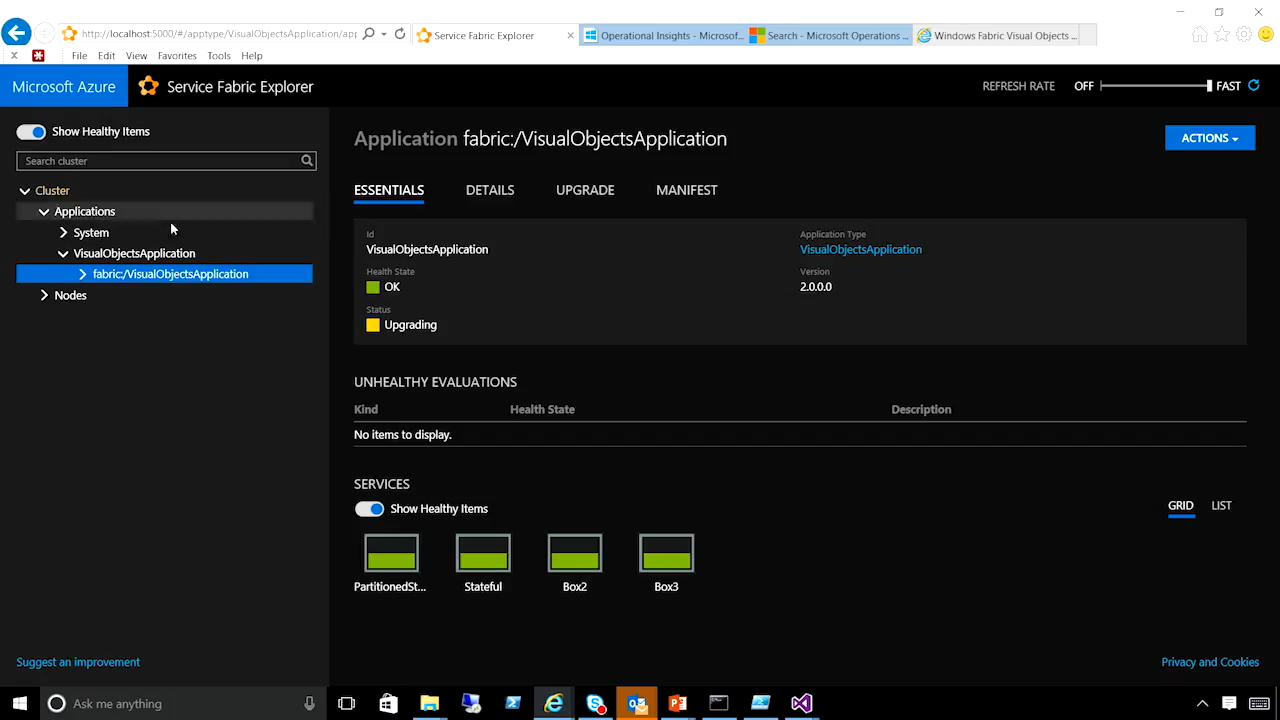 http://localhost:5000/#/apptype/VisualObjectsApplication/app
Service Fabric Explorer
Operational Insights - Microsof...
Search - Microsoft Operations ...
Windows Fabric Visual Objects ...
File Edit View Favorites Tools Help
Microsoft Azure
Service Fabric Explorer
REFRESH RATE OFF FAST
Show Healthy Items
Search cluster
Cluster
Applications
System
VisualObjectsApplication
fabric:/VisualObjectsApplication
Nodes
Suggest an improvement
Application fabric:/VisualObjectsApplication
ACTIONS
ESSENTIALS DETAILS UPGRADE MANIFEST
Id
VisualObjectsApplication
Application Type
VisualObjectsApplication
Health State
OK
Version
2.0.0.0
Status
Upgrading
UNHEALTHY EVALUATIONS
Kind Health State Description
No items to display.
SERVICES
Show Healthy Items
GRID LIST
PartitionedSt... Stateful Box2 Box3
Privacy and Cookies
Ask me anything